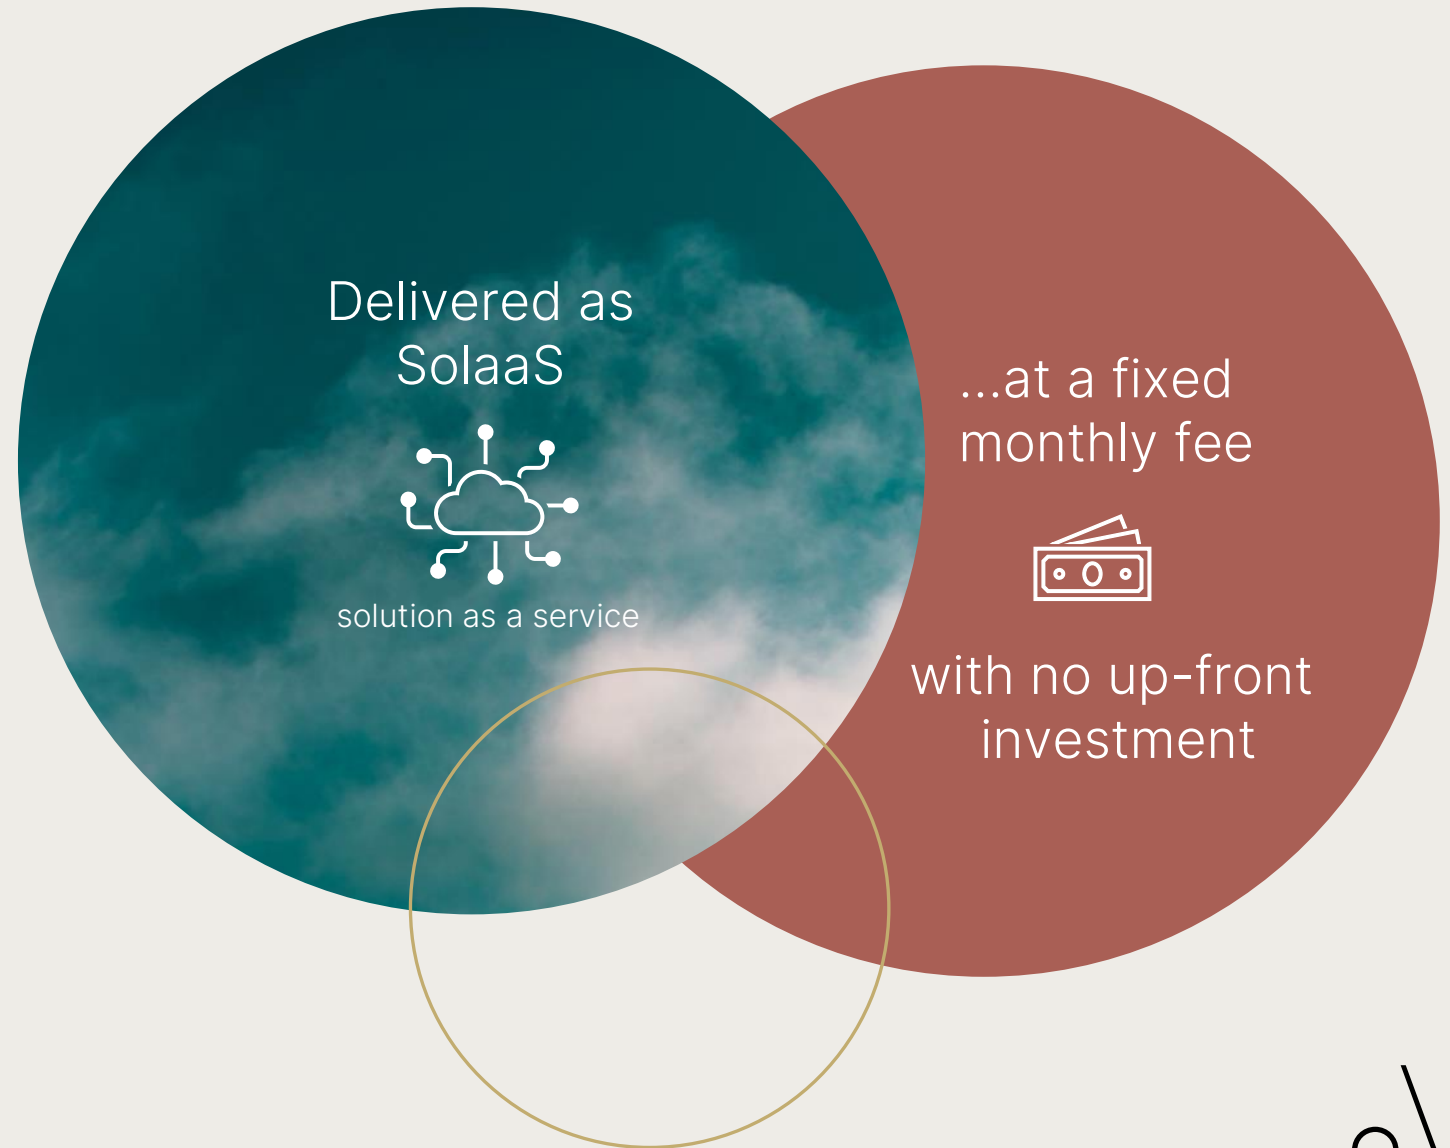 Delivered as
SolaaS
solution as a service
...at a fixed
monthly fee
with no up-front
investment